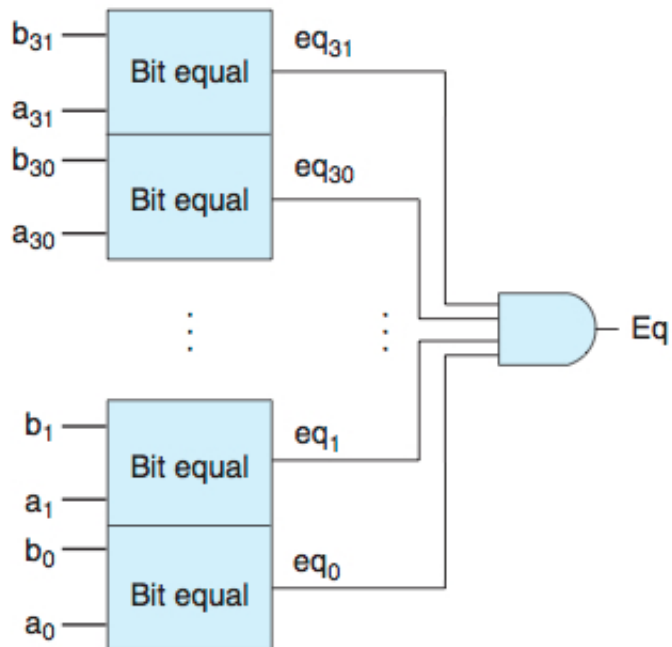 b₃₁
Bit equal
eq₃₁
a₃₁
b₃₀
Bit equal
eq₃₀
a₃₀
Eq
b₁
Bit equal
eq₁
a₁
b₀
Bit equal
eq₀
a₀